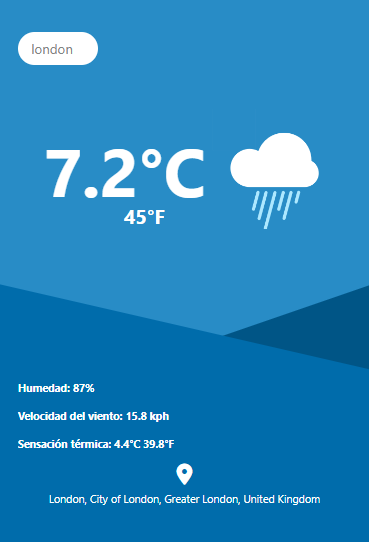 london
7.2°C
45°F
Humedad: 87%
Velocidad del viento: 15.8 kph
Sensación térmica: 4.4°C 39.8°F
London, City of London, Greater London, United Kingdom